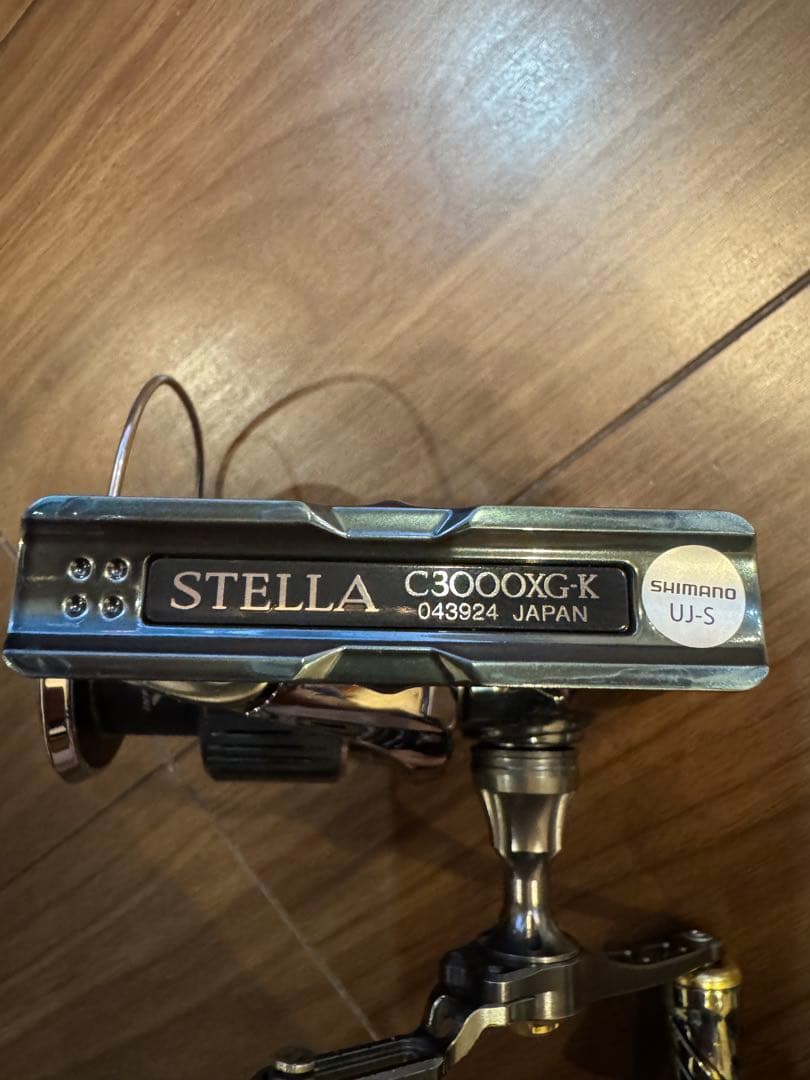 STELLA
C3000XG-K
043924 JAPAN
SHIMANO
UJ-S